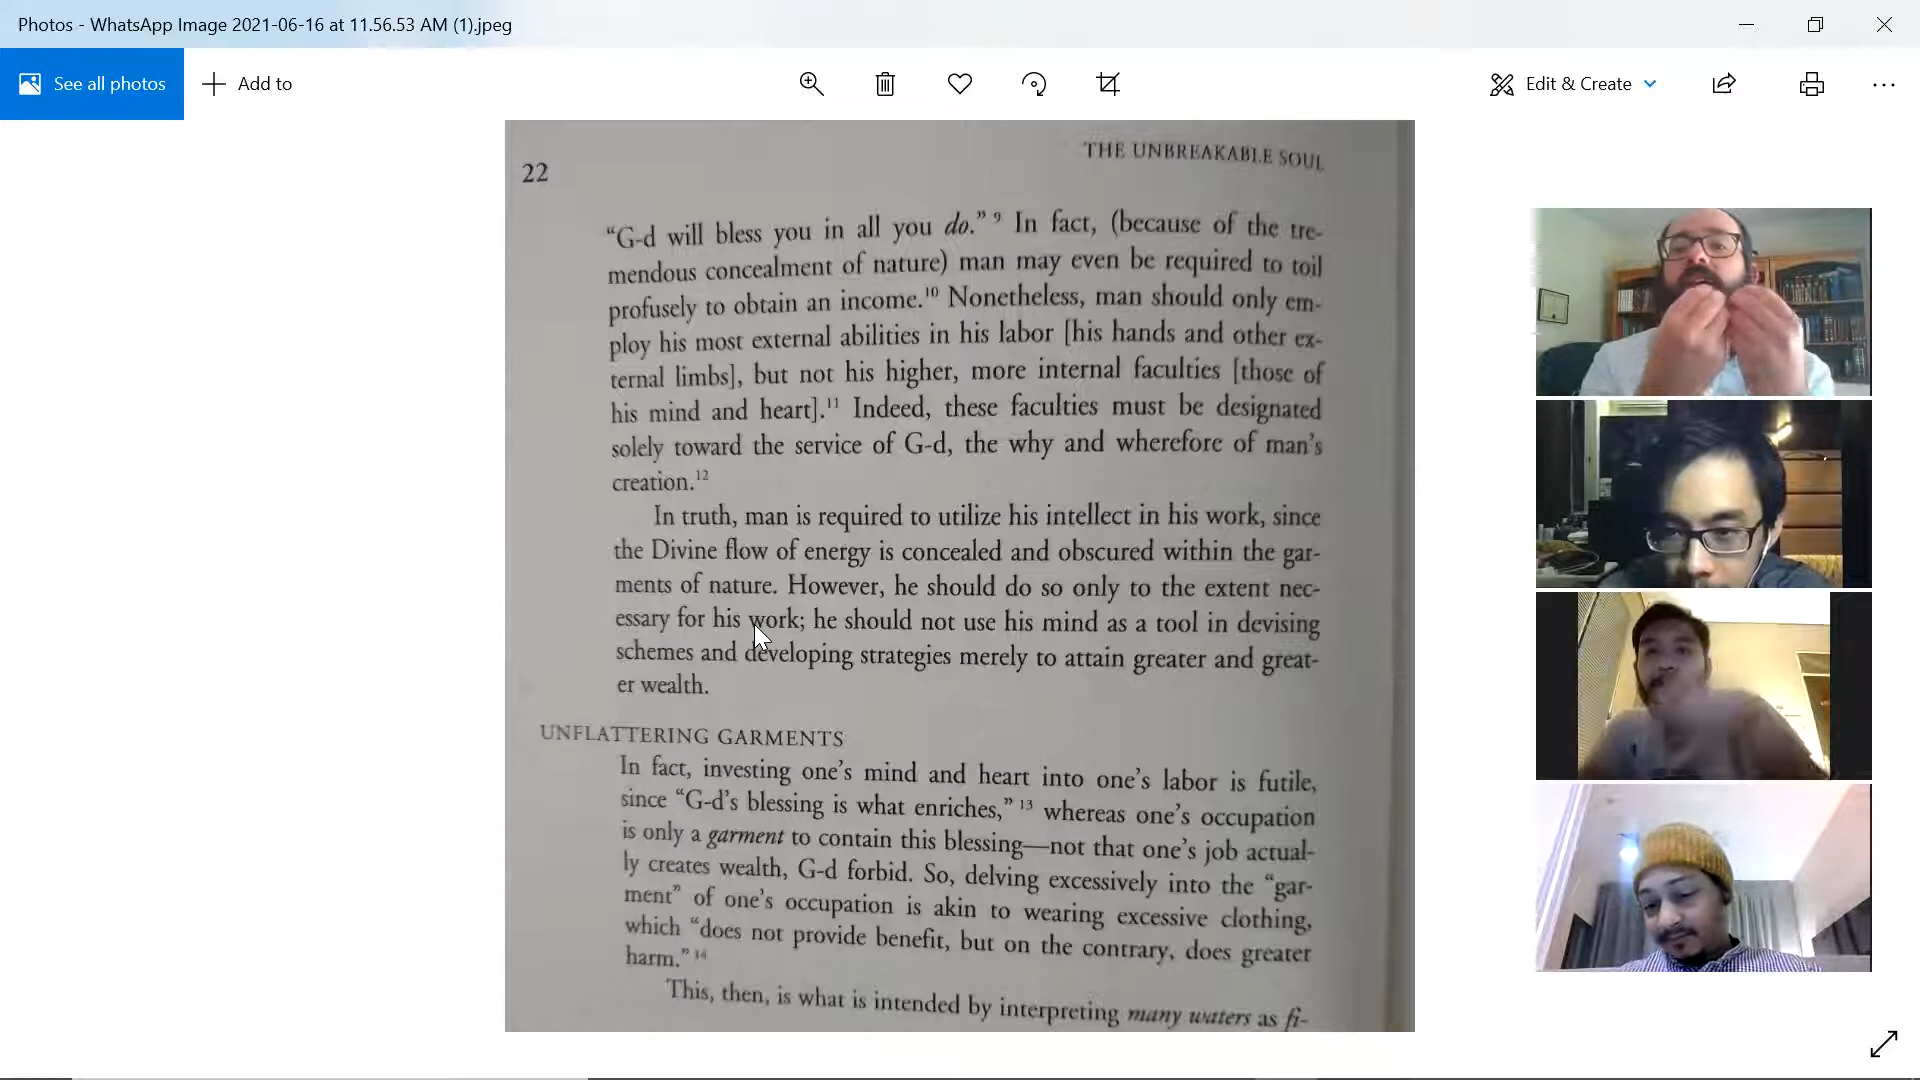 Photos - WhatsApp Image 2021-06-16 at 11.56.53 AM (1).jpeg
See all photos
Add to
Edit & Create
22
THE UNBREAKABLE SOUL
“G-d will bless you in all you do.” 9 In fact, (because of the tre-
mendous concealment of nature) man may even be required to toil
profusely to obtain an income.10 Nonetheless, man should only em-
ploy his most external abilities in his labor [his hands and other ex-
ternal limbs], but not his higher, more internal faculties [those of
his mind and heart].11 Indeed, these faculties must be designated
solely toward the service of G-d, the why and wherefore of man’s
creation.12
In truth, man is required to utilize his intellect in his work, since
the Divine flow of energy is concealed and obscured within the gar-
ments of nature. However, he should do so only to the extent nec-
essary for his work; he should not use his mind as a tool in devising
schemes and developing strategies merely to attain greater and great-
er wealth.
UNFLATTERING GARMENTS
In fact, investing one’s mind and heart into one’s labor is futile,
since “G-d’s blessing is what enriches,” 13 whereas one’s occupation
is only a garment to contain this blessing—not that one’s job actual-
ly creates wealth, G-d forbid. So, delving excessively into the “gar-
ment” of one’s occupation is akin to wearing excessive clothing,
which “does not provide benefit, but on the contrary, does greater
harm.” 14
This, then, is what is intended by interpreting many waters as fi-